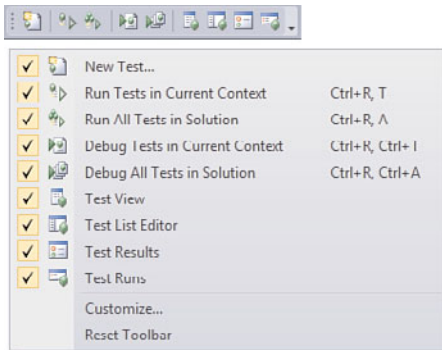 New Test...
Run Tests in Current Context Ctrl+R, T
Run All Tests in Solution Ctrl+R, A
Debug Tests in Current Context Ctrl+R, Ctrl+T
Debug All Tests in Solution Ctrl+R, Ctrl+A
Test View
Test List Editor
Test Results
Test Runs
Customize...
Reset Toolbar